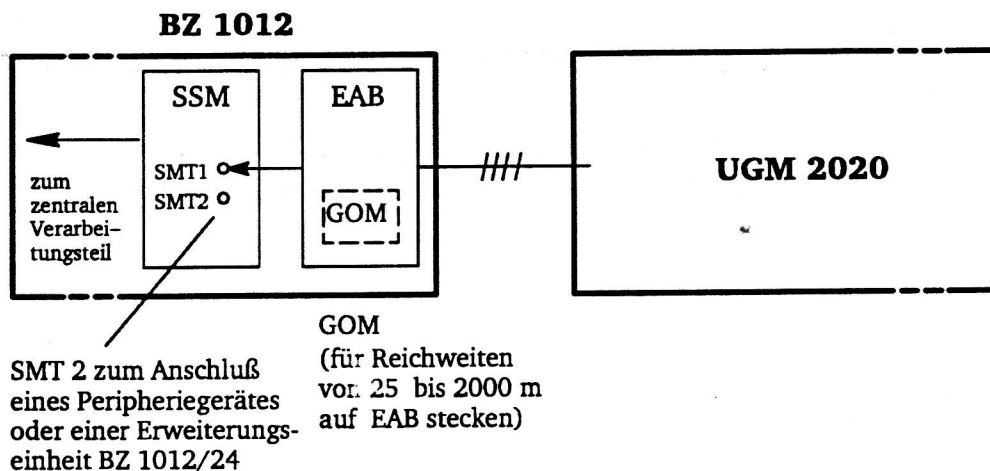 BZ 1012
SSM
EAB
UGM 2020
SMT1
SMT2
GOM
zum
zentralen
Verarbei-
tungsteil
SMT 2 zum Anschluß
eines Peripheriegerätes
oder einer Erweiterungs-
einheit BZ 1012/24
GOM
(für Reichweiten
von 25 bis 2000 m
auf EAB stecken)